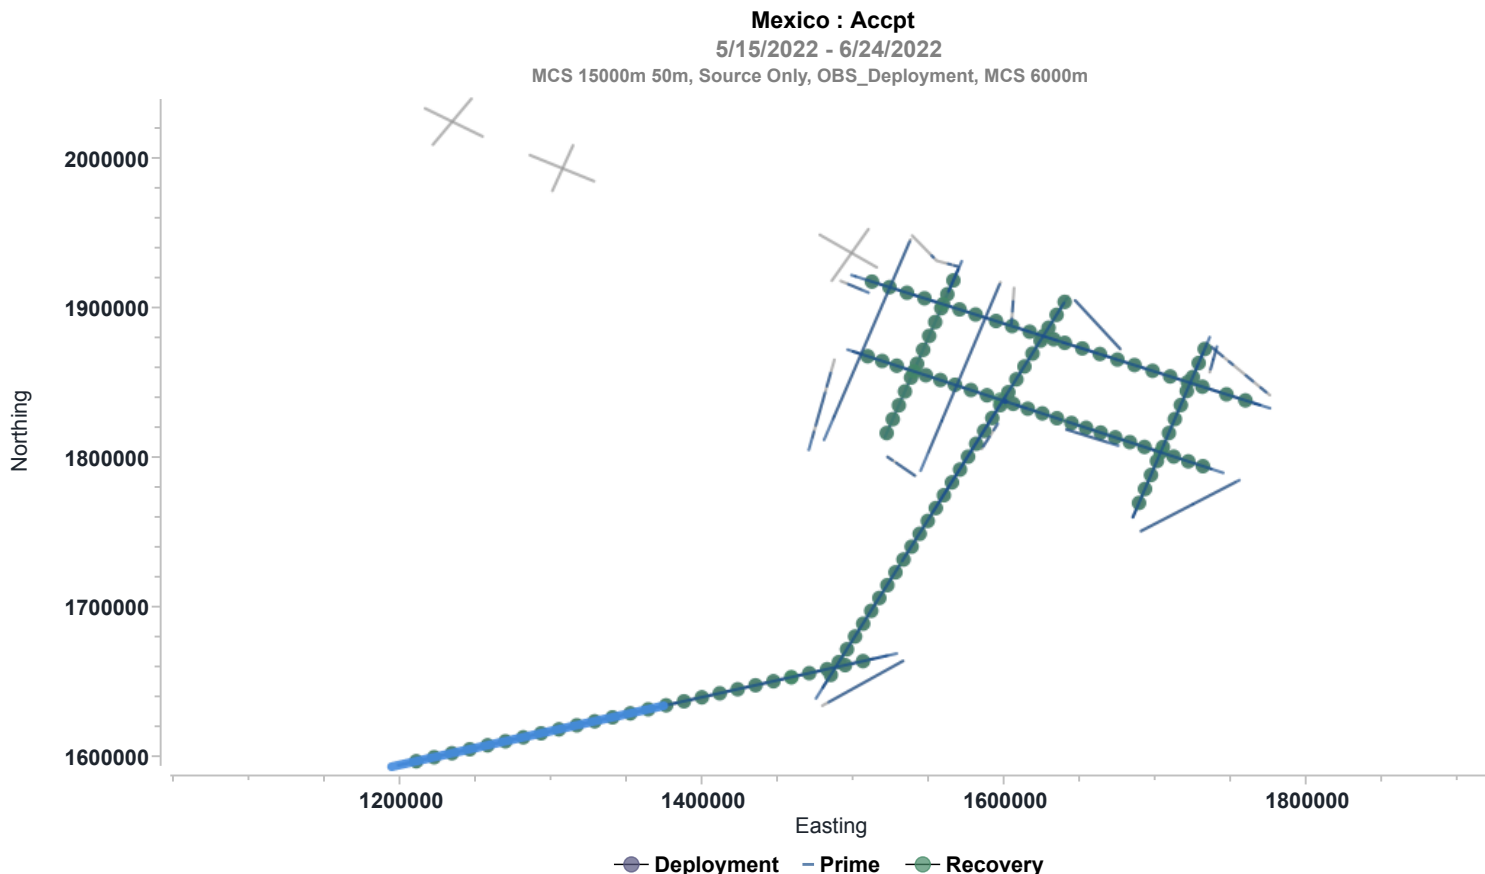 Mexico : Accpt
5/15/2022 - 6/24/2022
MCS 15000m 50m, Source Only, OBS_Deployment, MCS 6000m
2000000
1900000
1800000
1700000
1600000
Northing
1200000 1400000 1600000 1800000
Easting
Deployment Prime Recovery